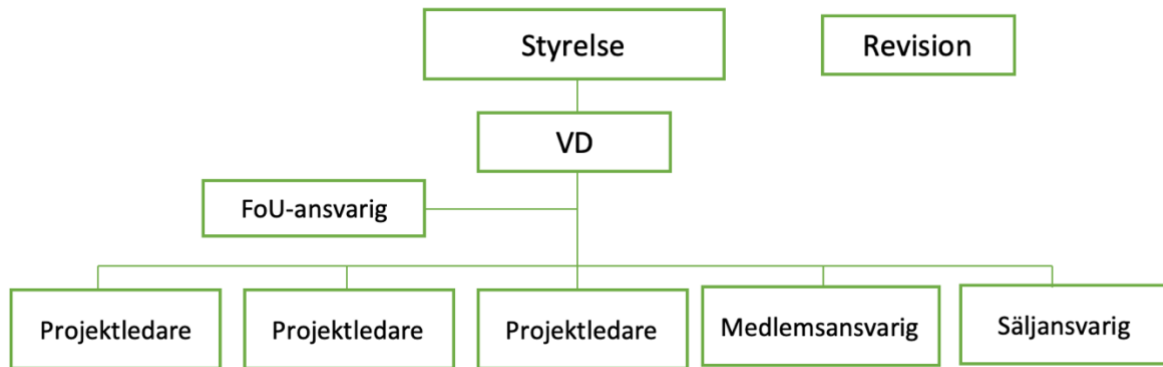 Styrelse
Revision
VD
FoU-ansvarig
Projektledare
Projektledare
Projektledare
Medlemsansvarig
Säljansvarig